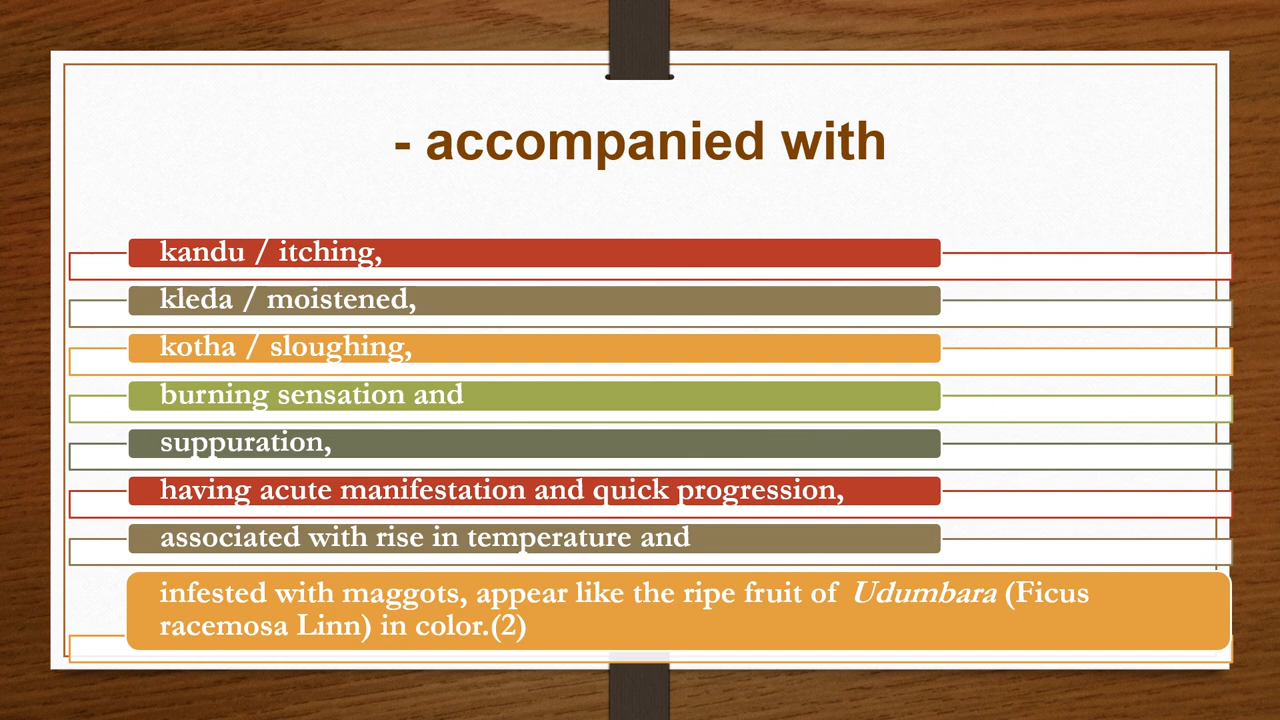 - accompanied with
kandu / itching,
kleda / moistened,
kotha / sloughing,
burning sensation and
suppuration,
having acute manifestation and quick progression,
associated with rise in temperature and
infested with maggots, appear like the ripe fruit of Udumbara (Ficus
racemosa Linn) in color.(2)